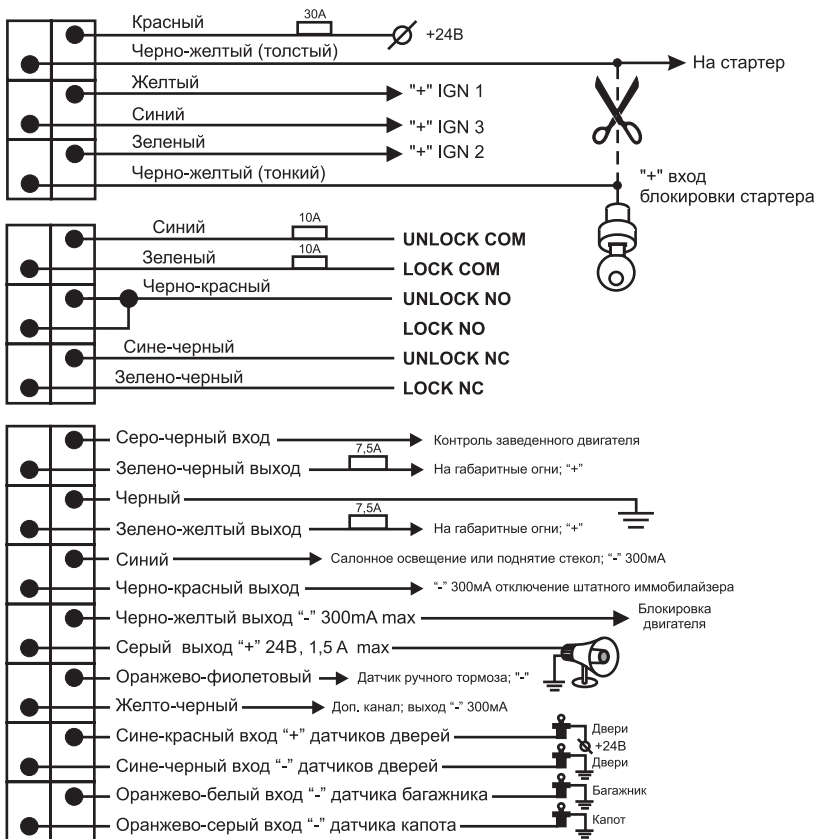 Красный 30А +24В
Черно-желтый (толстый) На стартер
Желтый "+" IGN 1
Синий "+" IGN 3
Зеленый "+" IGN 2
Черно-желтый (тонкий) "+" вход
блокировки стартера
Синий 10А UNLOCK COM
Зеленый 10А LOCK COM
Черно-красный UNLOCK NO
LOCK NO
Сине-черный UNLOCK NC
Зелено-черный LOCK NC
Серо-черный вход Контроль заведенного двигателя
Зелено-черный выход 7,5А На габаритные огни; “+”
Черный
Зелено-желтый выход 7,5А На габаритные огни; “+”
Синий Салонное освещение или поднятие стекол; “-” 300мА
Черно-красный выход “-” 300мА отключение штатного иммобилайзера
Черно-желтый выход “-” 300mA max Блокировка
двигателя
Серый выход “+” 24В, 1,5 А max
Оранжево-фиолетовый Датчик ручного тормоза; "-"
Желто-черный Доп. канал; выход “-” 300мА
Сине-красный вход “+” датчиков дверей Двери
+24В
Сине-черный вход “-” датчиков дверей Двери
Оранжево-белый вход “-” датчика багажника Багажник
Оранжево-серый вход “-” датчика капота Капот